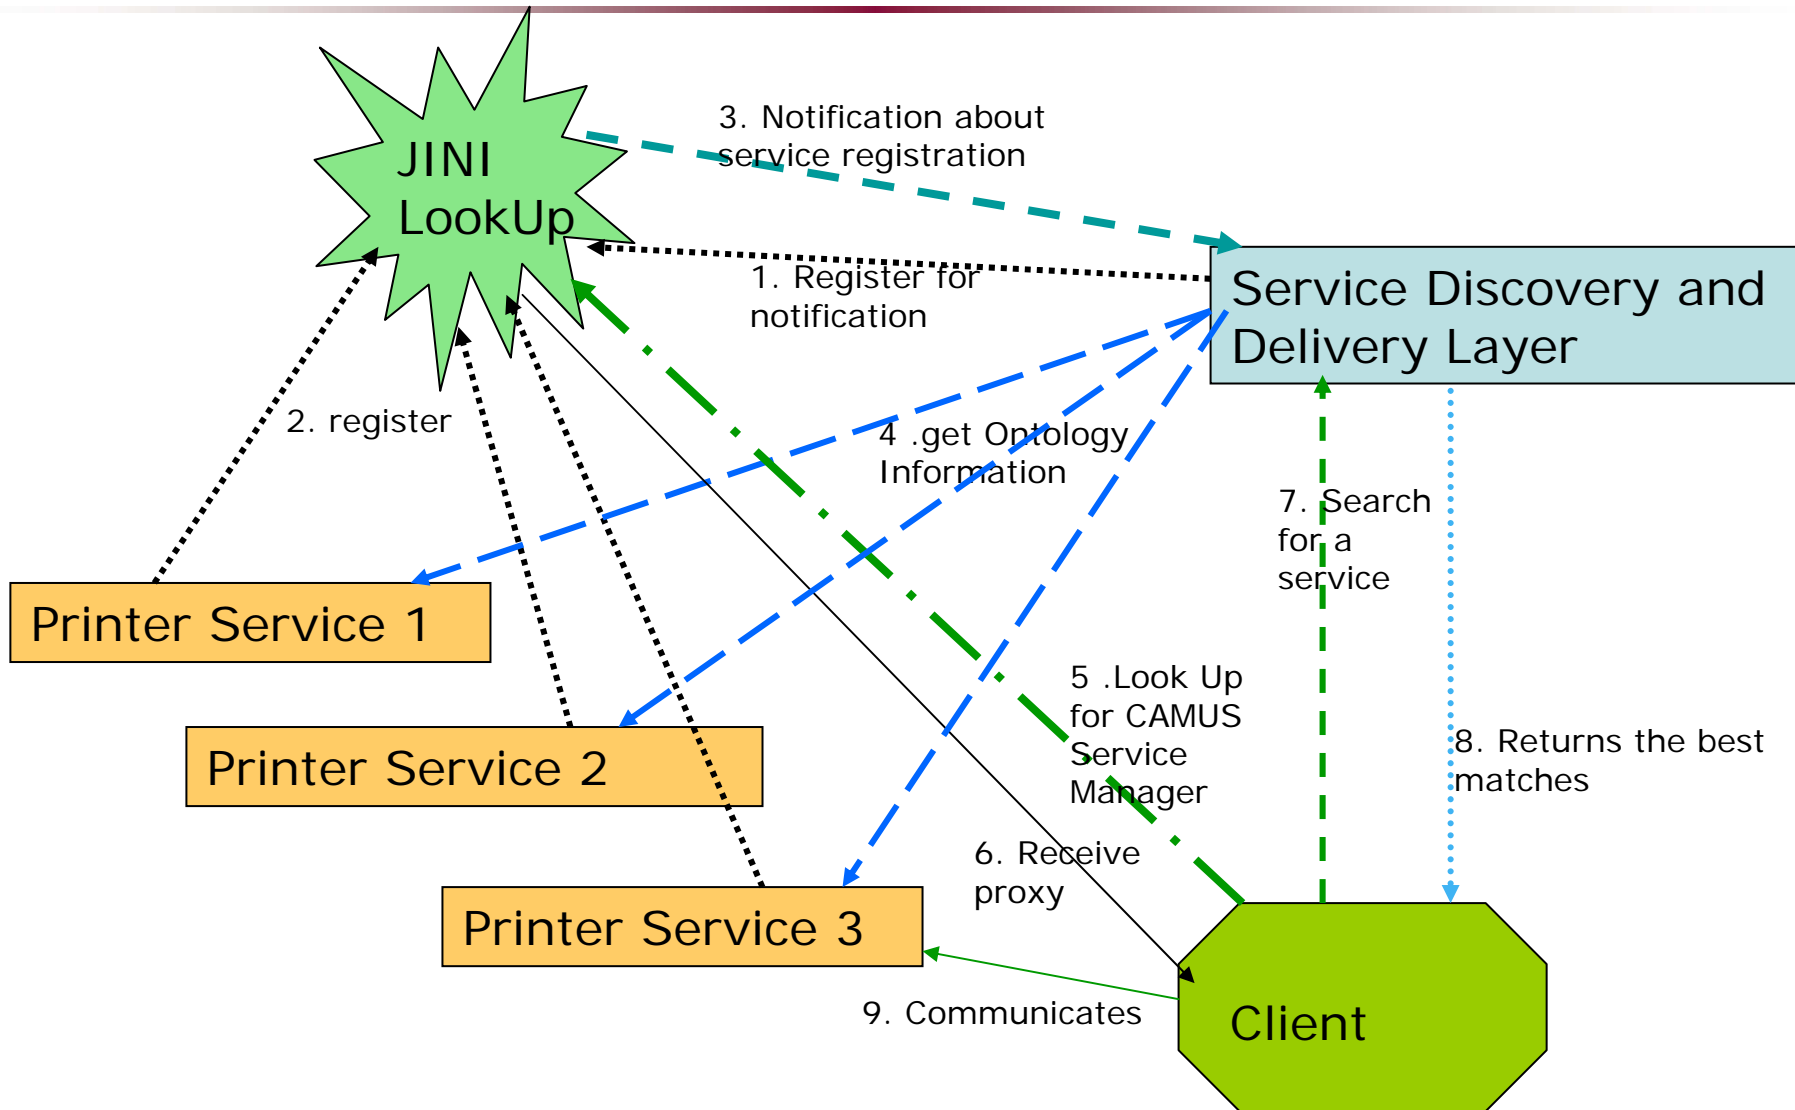 3. Notification about
service registration
JINI
LookUp
1. Register for
notification
Service Discovery and
Delivery Layer
2. register
4 .get Ontology
Information
7. Search
for a
service
Printer Service 1
5 .Look Up
for CAMUS
Service
Manager
Printer Service 2
8. Returns the best
matches
6. Receive
proxy
Printer Service 3
9. Communicates
Client